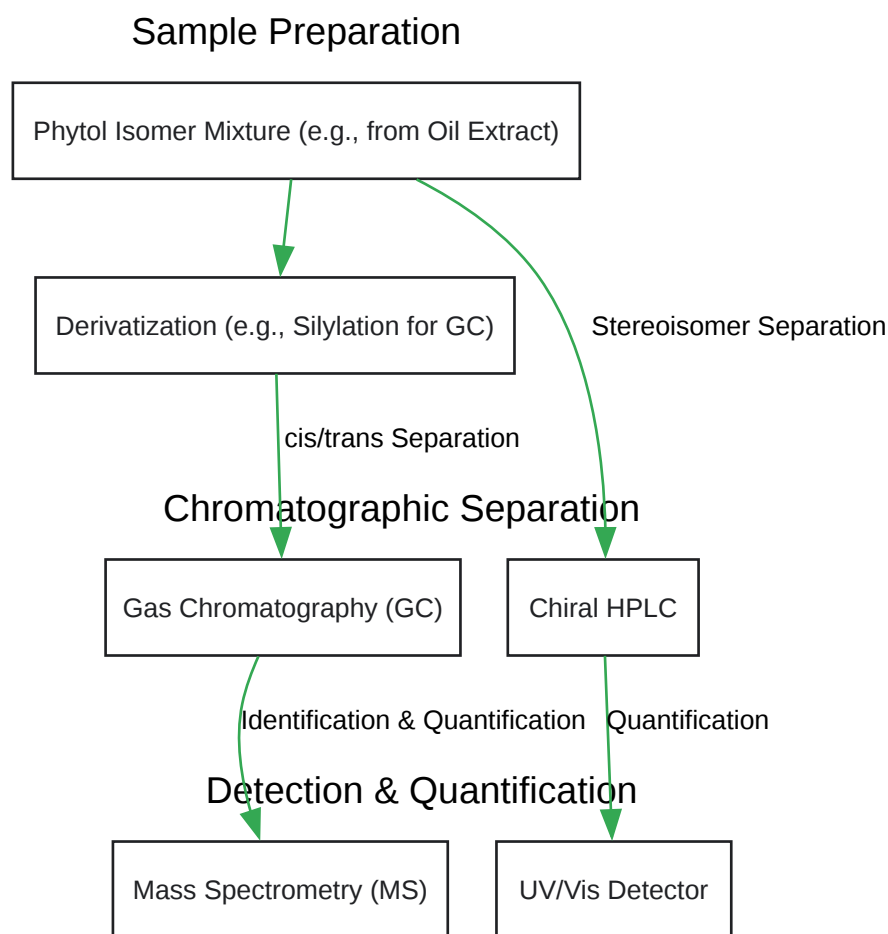 Sample Preparation
Phytol Isomer Mixture (e.g., from Oil Extract)
Derivatization (e.g., Silylation for GC)
Stereoisomer Separation
cis/trans Separation
Chromatographic Separation
Gas Chromatography (GC)
Chiral HPLC
Identification & Quantification
Quantification
Detection & Quantification
Mass Spectrometry (MS)
UV/Vis Detector